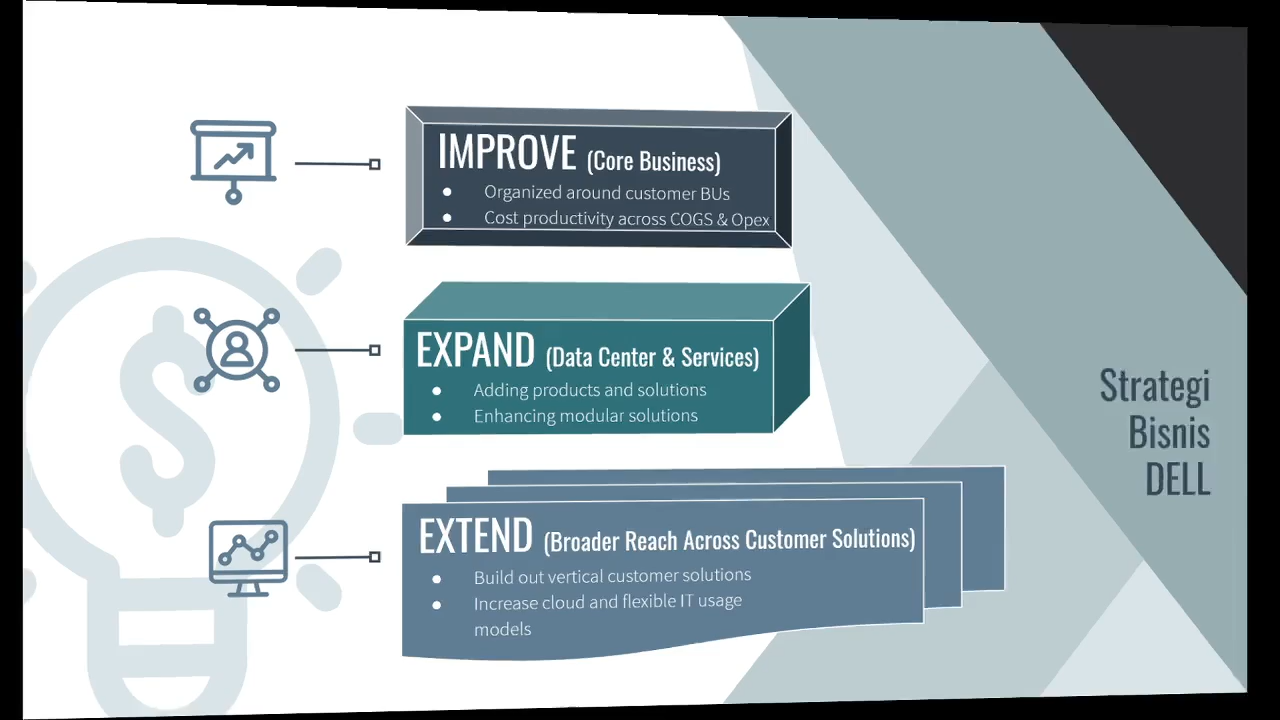 IMPROVE (Core Business)
● Organized around customer BUs
● Cost productivity across COGS & Opex
EXPAND (Data Center & Services)
● Adding products and solutions
● Enhancing modular solutions
EXTEND (Broader Reach Across Customer Solutions)
● Build out vertical customer solutions
● Increase cloud and flexible IT usage
models
Strategi
Bisnis
DELL